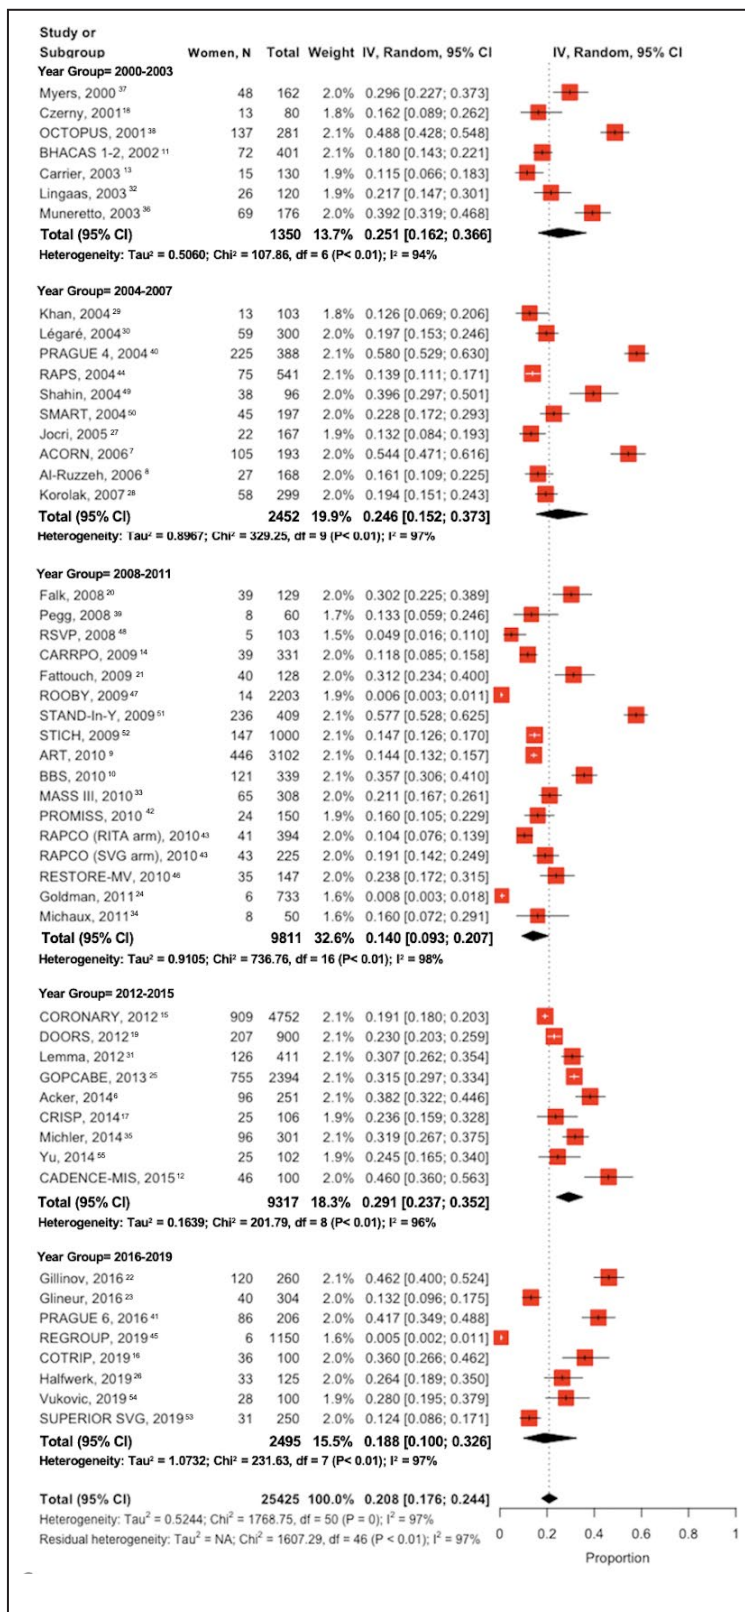 Study or
Subgroup Women, N Total Weight IV, Random, 95% CI IV, Random, 95% CI
Year Group= 2000-2003
Myers, 2000 37 48 162 2.0% 0.296 [0.227; 0.373]
Czerny, 2001 18 13 80 1.8% 0.162 [0.089; 0.262]
OCTOPUS, 2001 38 137 281 2.1% 0.488 [0.428; 0.548]
BHACAS 1-2, 2002 11 72 401 2.1% 0.180 [0.143; 0.221]
Carrier, 2003 13 15 130 1.9% 0.115 [0.066; 0.183]
Lingaas, 2003 32 26 120 2.0% 0.217 [0.147; 0.301]
Muneretto, 2003 36 69 176 2.0% 0.392 [0.319; 0.468]
Total (95% CI) 1350 13.7% 0.251 [0.162; 0.366]
Heterogeneity: Tau² = 0.5060; Chi² = 107.86, df = 6 (P< 0.01); I² = 94%
Year Group= 2004-2007
Khan, 2004 29 13 103 1.8% 0.126 [0.069; 0.206]
Légaré, 2004 30 59 300 2.0% 0.197 [0.153; 0.246]
PRAGUE 4, 2004 40 225 388 2.1% 0.580 [0.529; 0.630]
RAPS, 2004 44 75 541 2.1% 0.139 [0.111; 0.171]
Shahin, 2004 49 38 96 2.0% 0.396 [0.297; 0.501]
SMART, 2004 50 45 197 2.0% 0.228 [0.172; 0.293]
Jocri, 2005 27 22 167 1.9% 0.132 [0.084; 0.193]
ACORN, 2006 7 105 193 2.0% 0.544 [0.471; 0.616]
Al-Ruzzeh, 2006 8 27 168 2.0% 0.161 [0.109; 0.225]
Korolak, 2007 28 58 299 2.0% 0.194 [0.151; 0.243]
Total (95% CI) 2452 19.9% 0.246 [0.152; 0.373]
Heterogeneity: Tau² = 0.8967; Chi² = 329.25, df = 9 (P< 0.01); I² = 97%
Year Group= 2008-2011
Falk, 2008 20 39 129 2.0% 0.302 [0.225; 0.389]
Pegg, 2008 39 8 60 1.7% 0.133 [0.059; 0.246]
RSVP, 2008 48 5 103 1.5% 0.049 [0.016; 0.110]
CARRPO, 2009 14 39 331 2.0% 0.118 [0.085; 0.158]
Fattouch, 2009 21 40 128 2.0% 0.312 [0.234; 0.400]
ROOBY, 2009 47 14 2203 1.9% 0.006 [0.003; 0.011]
STAND-In-Y, 2009 51 236 409 2.1% 0.577 [0.528; 0.625]
STICH, 2009 52 147 1000 2.1% 0.147 [0.126; 0.170]
ART, 2010 9 446 3102 2.1% 0.144 [0.132; 0.157]
BBS, 2010 10 121 339 2.1% 0.357 [0.306; 0.410]
MASS III, 2010 33 65 308 2.1% 0.211 [0.167; 0.261]
PROMISS, 2010 42 24 150 1.9% 0.160 [0.105; 0.229]
RAPCO (RITA arm), 2010 43 41 394 2.0% 0.104 [0.076; 0.139]
RAPCO (SVG arm), 2010 43 43 225 2.0% 0.191 [0.142; 0.249]
RESTORE-MV, 2010 46 35 147 2.0% 0.238 [0.172; 0.315]
Goldman, 2011 24 6 733 1.6% 0.008 [0.003; 0.018]
Michaux, 2011 34 8 50 1.6% 0.160 [0.072; 0.291]
Total (95% CI) 9811 32.6% 0.140 [0.093; 0.207]
Heterogeneity: Tau² = 0.9105; Chi² = 736.76, df = 16 (P< 0.01); I² = 98%
Year Group= 2012-2015
CORONARY, 2012 15 909 4752 2.1% 0.191 [0.180; 0.203]
DOORS, 2012 19 207 900 2.1% 0.230 [0.203; 0.259]
Lemma, 2012 31 126 411 2.1% 0.307 [0.262; 0.354]
GOPCABE, 2013 25 755 2394 2.1% 0.315 [0.297; 0.334]
Acker, 2014 6 96 251 2.1% 0.382 [0.322; 0.446]
CRISP, 2014 17 25 106 1.9% 0.236 [0.159; 0.328]
Michler, 2014 35 96 301 2.1% 0.319 [0.267; 0.375]
Yu, 2014 55 25 102 1.9% 0.245 [0.165; 0.340]
CADENCE-MIS, 2015 12 46 100 2.0% 0.460 [0.360; 0.563]
Total (95% CI) 9317 18.3% 0.291 [0.237; 0.352]
Heterogeneity: Tau² = 0.1639; Chi² = 201.79, df = 8 (P< 0.01); I² = 96%
Year Group= 2016-2019
Gillinov, 2016 22 120 260 2.1% 0.462 [0.400; 0.524]
Glineur, 2016 23 40 304 2.0% 0.132 [0.096; 0.175]
PRAGUE 6, 2016 41 86 206 2.0% 0.417 [0.349; 0.488]
REGROUP, 2019 45 6 1150 1.6% 0.005 [0.002; 0.011]
COTRIP, 2019 16 36 100 2.0% 0.360 [0.266; 0.462]
Halfwerk, 2019 26 33 125 2.0% 0.264 [0.189; 0.350]
Vukovic, 2019 54 28 100 1.9% 0.280 [0.195; 0.379]
SUPERIOR SVG, 2019 53 31 250 2.0% 0.124 [0.086; 0.171]
Total (95% CI) 2495 15.5% 0.188 [0.100; 0.326]
Heterogeneity: Tau² = 1.0732; Chi² = 231.63, df = 7 (P< 0.01); I² = 97%
Total (95% CI) 25425 100.0% 0.208 [0.176; 0.244]
Heterogeneity: Tau² = 0.5244; Chi² = 1768.75, df = 50 (P = 0); I² = 97%
Residual heterogeneity: Tau² = NA; Chi² = 1607.29, df = 46 (P < 0.01); I² = 97%
0 0.2 0.4 0.6 0.8 1
Proportion